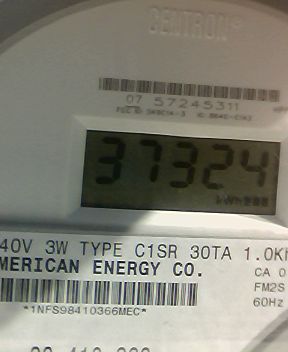 CENTRON®
07 57245311
37324
kWh
40V 3W TYPE C1SR 30TA 1.0Kh
MERICAN ENERGY CO.
CA 0
FM2S
60Hz
*1NFS98410366MEC*